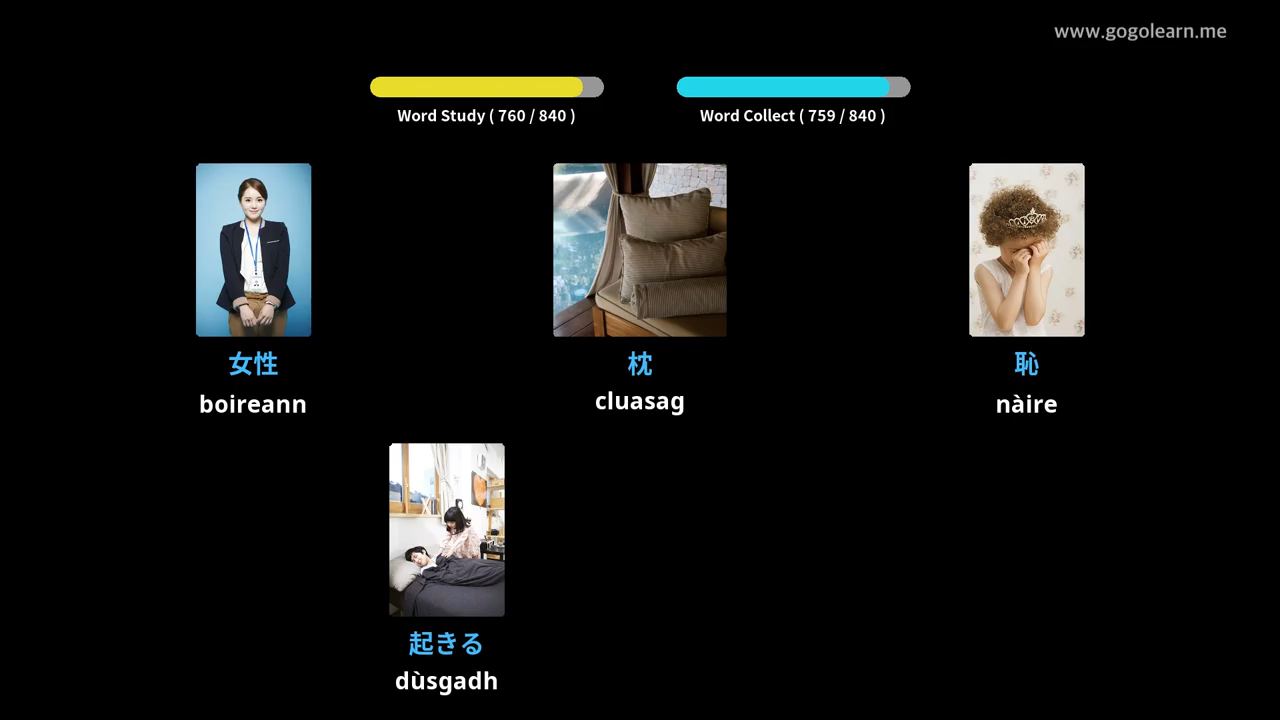 www.gogolearn.me
Word Study ( 760 / 840 )
Word Collect ( 759 / 840 )
女性
boireann
枕
cluasag
恥
nàire
起きる
dùsgadh